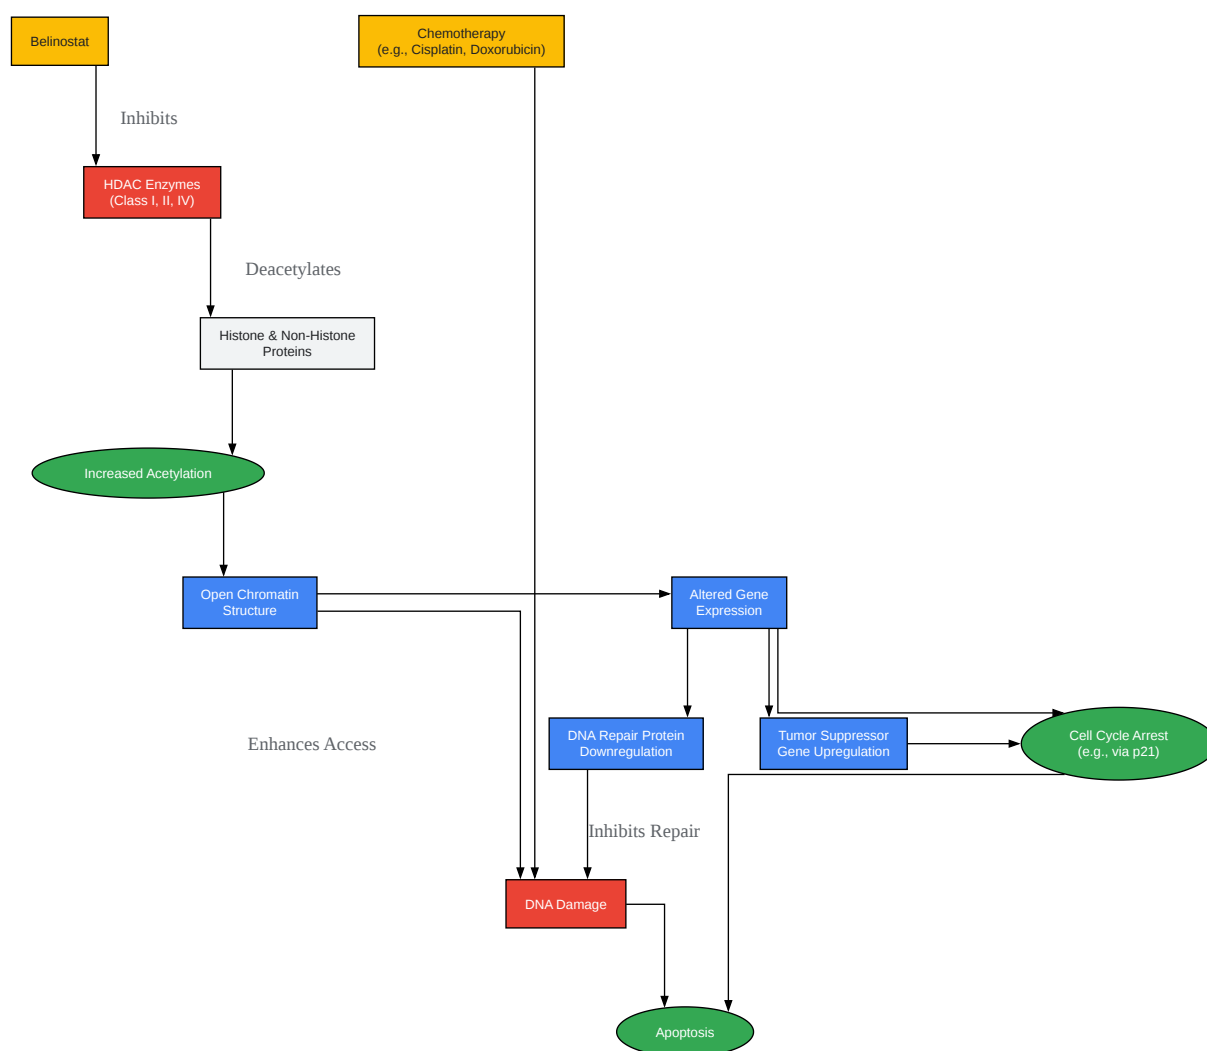 Belinostat
Chemotherapy
(e.g., Cisplatin, Doxorubicin)
Inhibits
HDAC Enzymes
(Class I, II, IV)
Deacetylates
Histone & Non-Histone
Proteins
Increased Acetylation
Open Chromatin
Structure
Altered Gene
Expression
DNA Repair Protein
Downregulation
Tumor Suppressor
Gene Upregulation
Cell Cycle Arrest
(e.g., via p21)
Enhances Access
Inhibits Repair
DNA Damage
Apoptosis